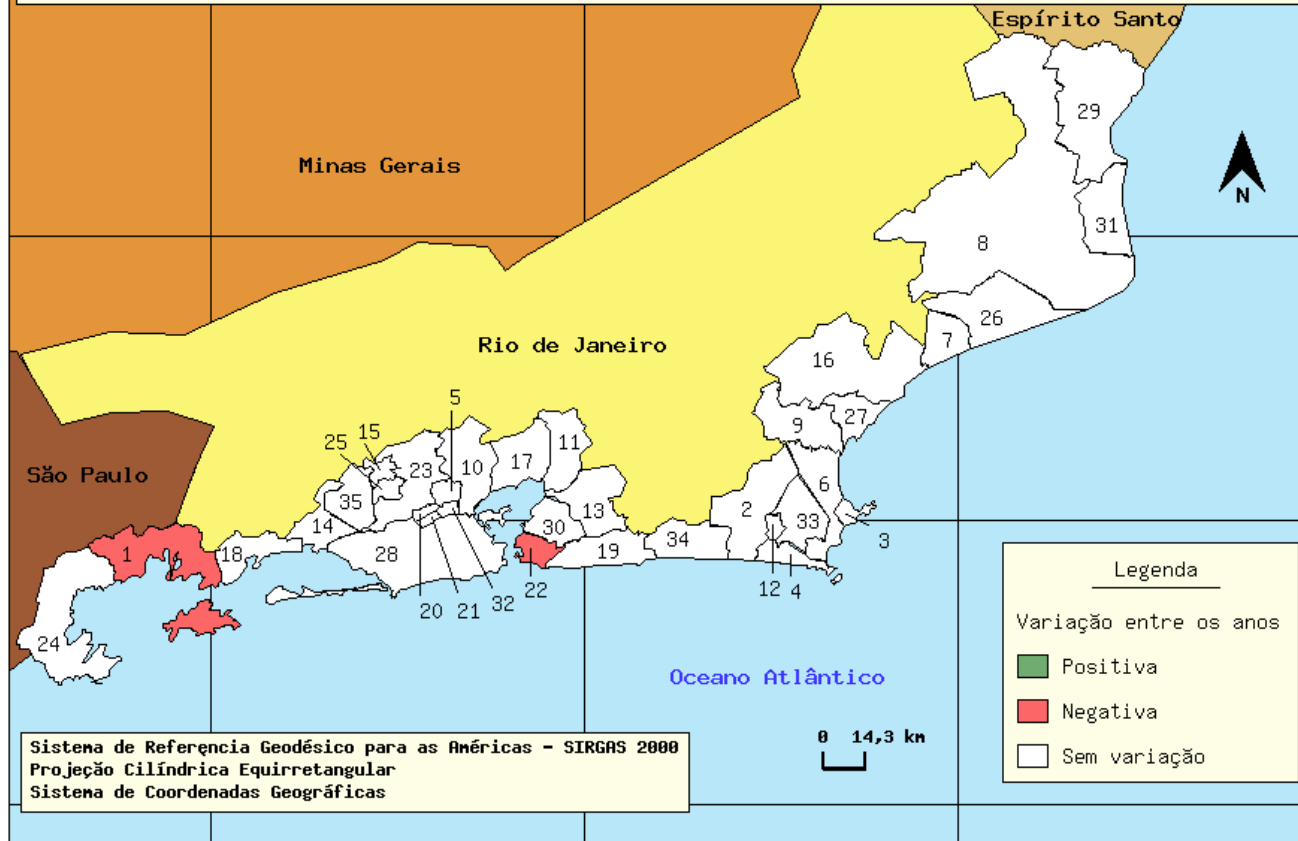 Espírito Santo
29
Minas Gerais
N
31
8
26
7
16
Rio de Janeiro
5
27
15
9
25
11
23
17
10
São Paulo
6
35
2
13
14
30
33
34
28
18
1
19
3
12
4
22
20
21
32
24
Legenda
Variação entre os anos
Positiva
Negativa
Sem variação
Oceano Atlântico
0 14,3 km
Sistema de Referençia Geodésico para as Américas - SIRGAS 2000
Projeção Cilíndrica Equirretangular
Sistema de Coordenadas Geográficas